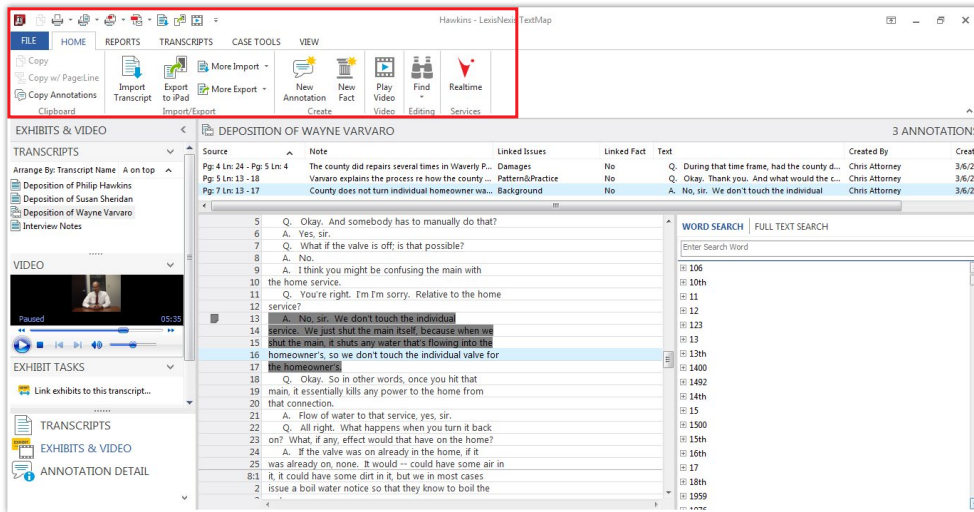 Hawkins - LexisNexis TextMap
FILE HOME REPORTS TRANSCRIPTS CASE TOOLS VIEW
Copy
Copy w/ Page:Line
Copy Annotations
Clipboard
Import Transcript
Export to iPad
More Import
More Export
Import/Export
New Annotation
New Fact
Create
Play Video
Video
Find
Editing
Realtime
Services
EXHIBITS & VIDEO
TRANSCRIPTS
Arrange By: Transcript Name A on top
Deposition of Philip Hawkins
Deposition of Susan Sheridan
Deposition of Wayne Varvaro
Interview Notes
VIDEO
Paused 05:35
EXHIBIT TASKS
Link exhibits to this transcript...
TRANSCRIPTS
EXHIBITS & VIDEO
ANNOTATION DETAIL
DEPOSITION OF WAYNE VARVARO 3 ANNOTATIONS
Source Note Linked Issues Linked Fact Text Created By Creat
Pg: 4 Ln: 24 - Pg: 5 Ln: 4 The county did repairs several times in Waverly P... Damages No Q. During that time frame, had the county d... Chris Attorney 3/6/2
Pg: 5 Ln: 13 - 18 Varvaro explains the process re how the county ... Pattern&Practice No Q. Okay. Thank you. And what would the c... Chris Attorney 3/6/2
Pg: 7 Ln: 13 - 17 County does not turn individual homeowner wa... Background No A. No, sir. We don't touch the individual Chris Attorney 3/6/2
5 Q. Okay. And somebody has to manually do that?
6 A. Yes, sir.
7 Q. What if the valve is off; is that possible?
8 A. No.
9 A. I think you might be confusing the main with
10 the home service.
11 Q. You're right. I'm I'm sorry. Relative to the home
12 service?
13 A. No, sir. We don't touch the individual
14 service. We just shut the main itself, because when we
15 shut the main, it shuts any water that's flowing into the
16 homeowner's, so we don't touch the individual valve for
17 the homeowner's.
18 Q. Okay. So in other words, once you hit that
19 main, it essentially kills any power to the home from
20 that connection.
21 A. Flow of water to that service, yes, sir.
22 Q. All right. What happens when you turn it back
23 on? What, if any, effect would that have on the home?
24 A. If the valve was on already in the home, if it
25 was already on, none. It would -- could have some air in
8:1 it, it could have some dirt in it, but we in most cases
2 issue a boil water notice so that they know to boil the
WORD SEARCH FULL TEXT SEARCH
Enter Search Word
106
10th
11
12
123
13
13th
1400
1492
14th
15
1500
15th
16th
17
18th
1959
1976